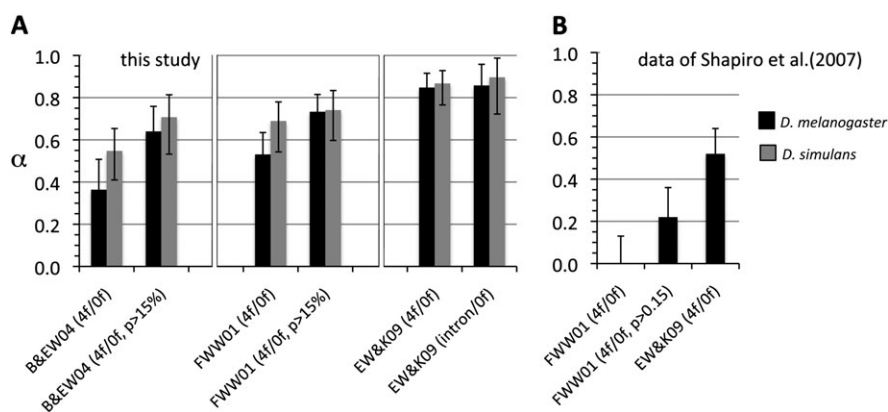 A
this study
α
1.0
0.8
0.6
0.4
0.2
0.0
B&EW04 (4f/0f)
B&EW04 (4f/0f, p>15%)
FWW01 (4f/0f)
FWW01 (4f/0f, p>15%)
EW&K09 (4f/0f)
EW&K09 (intron/0f)
B
data of Shapiro et al.(2007)
1.0
0.8
0.6
0.4
0.2
0.0
FWW01 (4f/0f)
FWW01 (4f/0f, p>0.15)
EW&K09 (4f/0f)
D. melanogaster
D. simulans